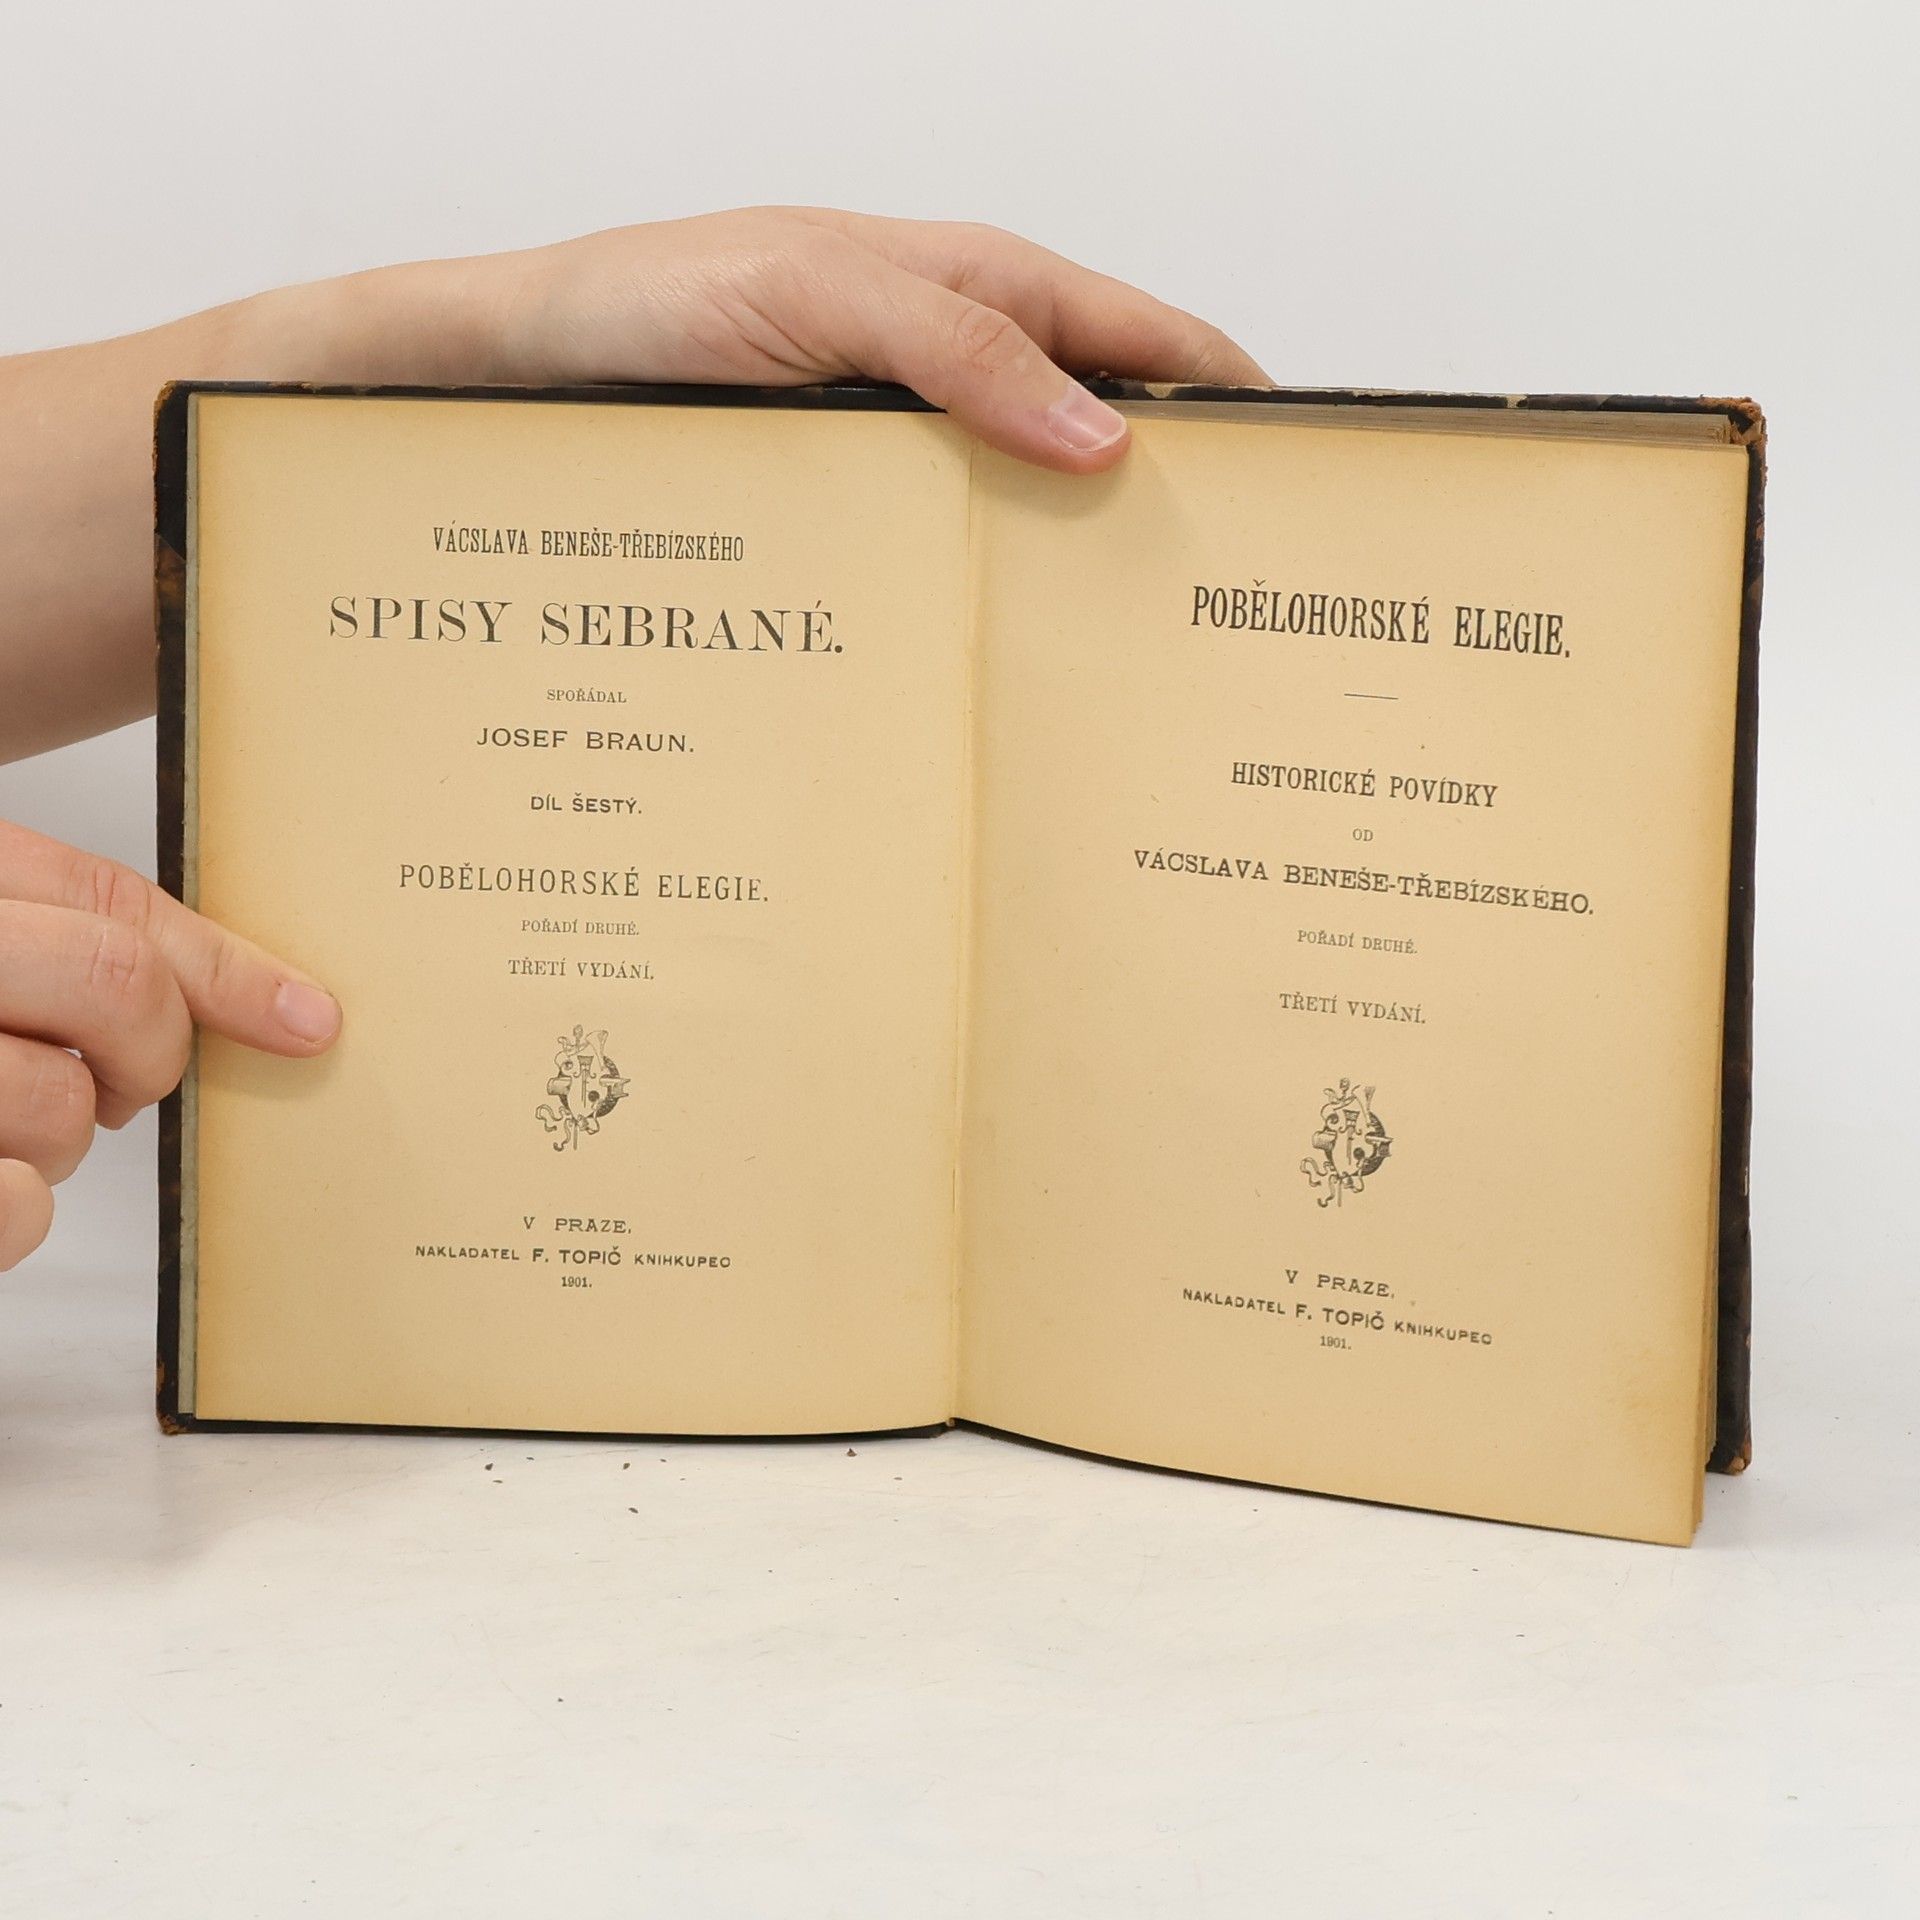 VÁCSLAVA BENEŠE-TŘEBÍZSKÉHO
SPISY SEBRANÉ.
SPOŘÁDAL
JOSEF BRAUN.
DÍL ŠESTÝ.
POBĚLOHORSKÉ ELEGIE.
POŘADÍ DRUHÉ.
TŘETÍ VYDÁNÍ.
V PRAZE.
NAKLADATEL F. TOPIČ KNIHKUPEC
1901.
POBĚLOHORSKÉ ELEGIE.
HISTORICKÉ POVÍDKY
OD
VÁCSLAVA BENEŠE-TŘEBÍZSKÉHO.
POŘADÍ DRUHÉ.
TŘETÍ VYDÁNÍ.
V PRAZE.
NAKLADATEL F. TOPIČ KNIHKUPEC
1901.